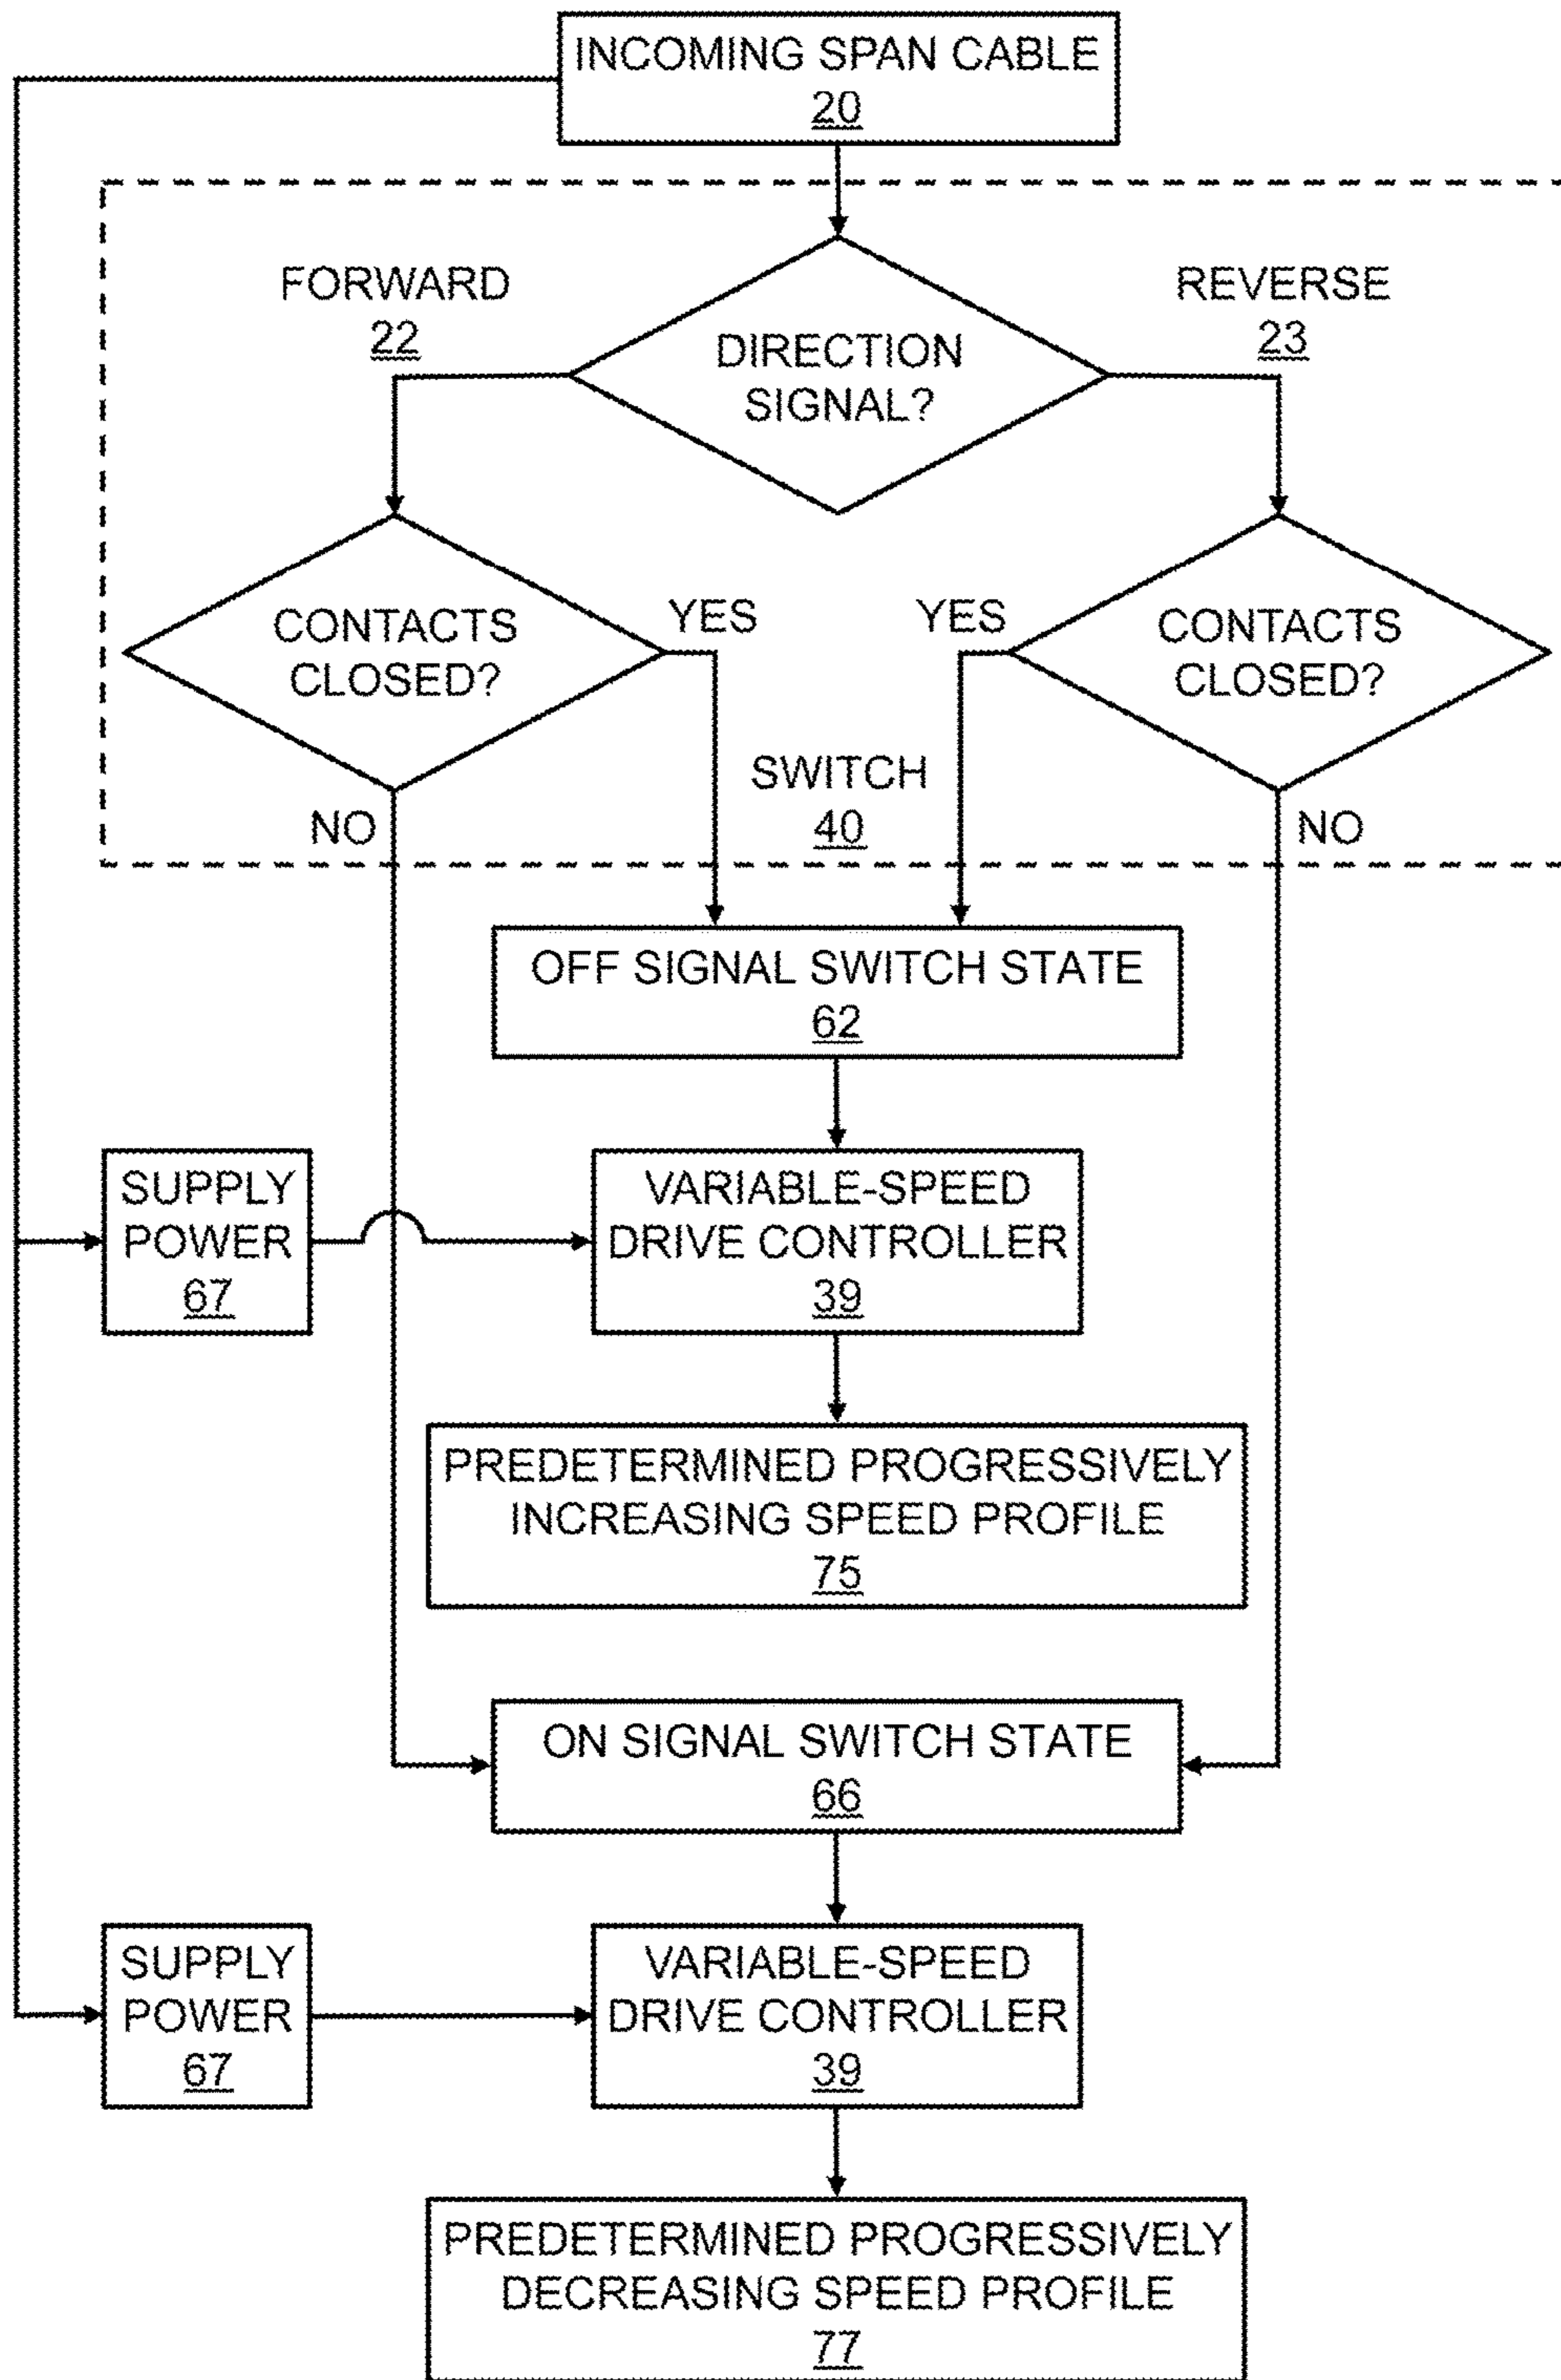 INCOMING SPAN CABLE
20
FORWARD
22
REVERSE
23
DIRECTION
SIGNAL?
CONTACTS
CLOSED?
YES
YES
CONTACTS
CLOSED?
SWITCH
40
NO
NO
OFF SIGNAL SWITCH STATE
62
SUPPLY
POWER
67
VARIABLE-SPEED
DRIVE CONTROLLER
39
PREDETERMINED PROGRESSIVELY
INCREASING SPEED PROFILE
75
ON SIGNAL SWITCH STATE
66
SUPPLY
POWER
67
VARIABLE-SPEED
DRIVE CONTROLLER
39
PREDETERMINED PROGRESSIVELY
DECREASING SPEED PROFILE
77